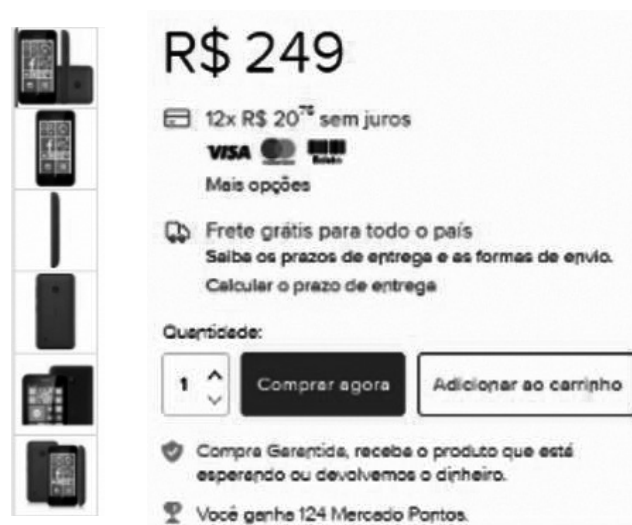 R$ 249
12x R$ 20⁷⁵ sem juros
VISA
Mais opções
Frete grátis para todo o país
Saiba os prazos de entrega e as formas de envio.
Calcular o prazo de entrega
Quantidade:
1 Comprar agora Adicionar ao carrinho
Compra Garantida, receba o produto que está
esperando ou devolvemos o dinheiro.
Você ganha 124 Mercado Pontos.